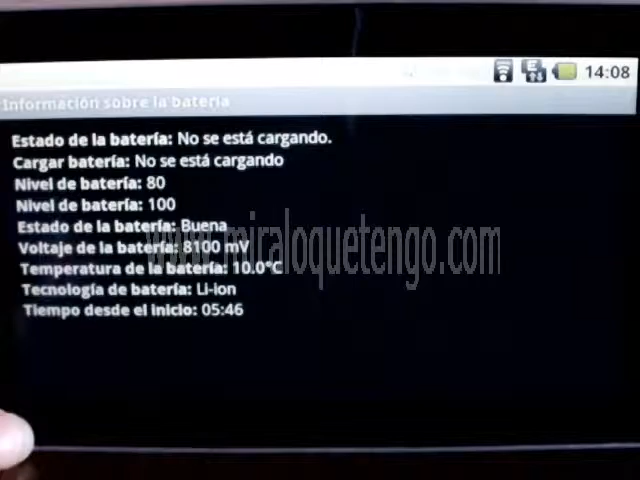 14:08
Información sobre la batería
Estado de la batería: No se está cargando.
Cargar batería: No se está cargando
Nivel de batería: 80
Nivel de batería: 100
Estado de la batería: Buena
Voltaje de la batería: 8100 mV
www.miraloquetengo.com
Temperatura de la batería: 10.0°C
Tecnología de batería: Li-ion
Tiempo desde el inicio: 05:46